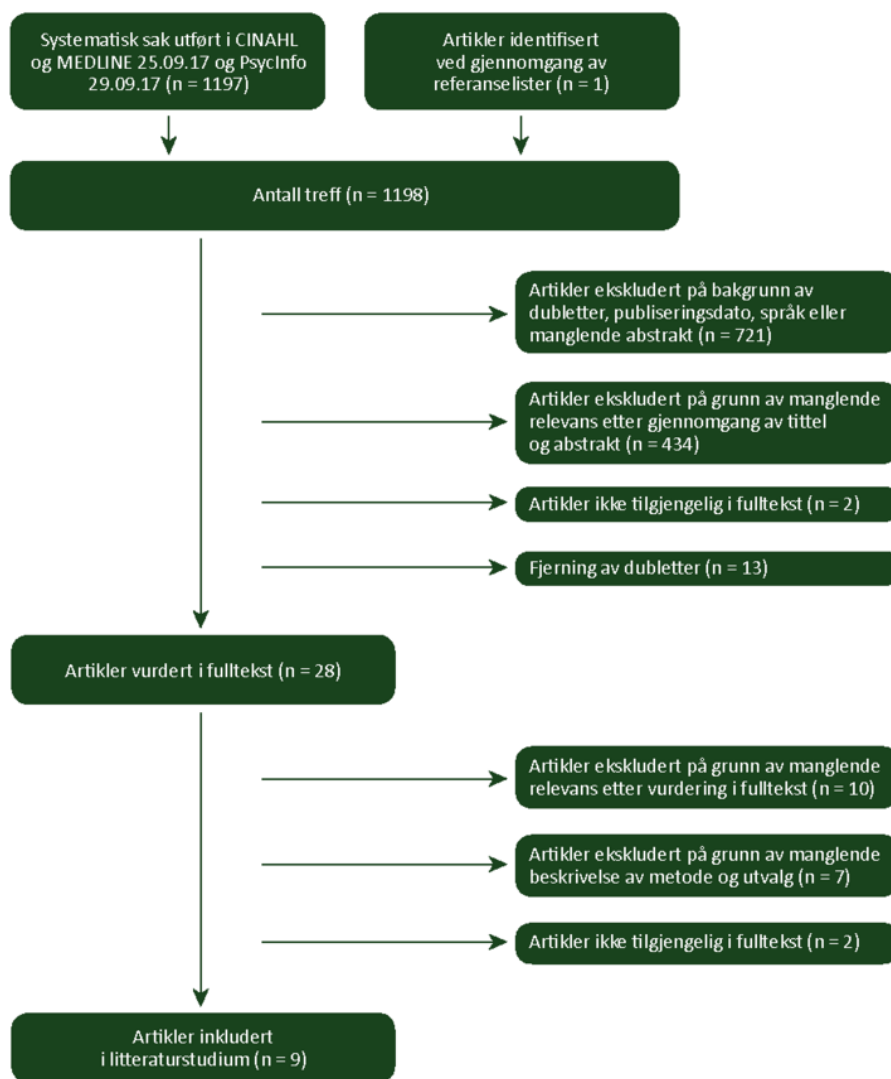 Systematisk sak utført i CINAHL
og MEDLINE 25.09.17 og PsycInfo
29.09.17 (n = 1197)
Artikler identifisert
ved gjennomgang av
referanselister (n = 1)
Antall treff (n = 1198)
Artikler ekskludert på bakgrunn av
dubletter, publiseringsdato, språk eller
manglende abstrakt (n = 721)
Artikler ekskludert på grunn av manglende
relevans etter gjennomgang av tittel
og abstrakt (n = 434)
Artikler ikke tilgjengelig i fulltekst (n = 2)
Fjerning av dubletter (n = 13)
Artikler vurdert i fulltekst (n = 28)
Artikler ekskludert på grunn av manglende
relevans etter vurdering i fulltekst (n = 10)
Artikler ekskludert på grunn av manglende
beskrivelse av metode og utvalg (n = 7)
Artikler ikke tilgjengelig i fulltekst (n = 2)
Artikler inkludert
i litteraturstudium (n = 9)